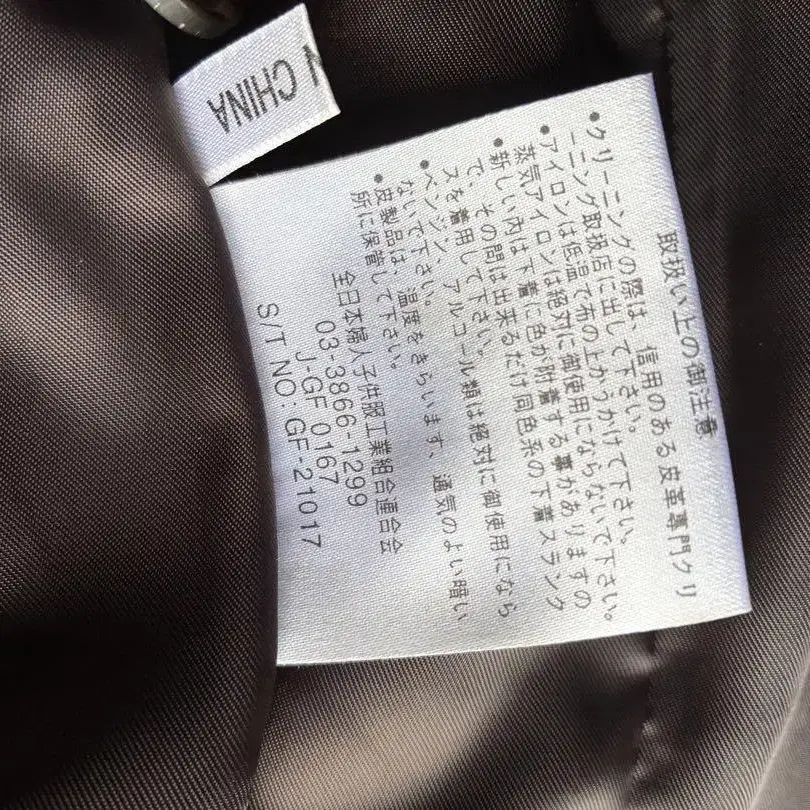 N CHINA
取扱い上の御注意
•クリーニングの際は、信用のある皮革専門クリ
ーニング取扱店に出して下さい。
•アイロンは低温で布の上からかけて下さい。
蒸気アイロンは絶対に御使用にならないで下さい。
•新しい内は下着に色が附着する事がありますの
で、その間は出来るだけ同色系の下着スランク
スを着用して下さい。
•ベンジン、アルコール類は絶対に御使用になら
ないで下さい。
•皮製品は、温度をきらいます、通気のよい暗い
所に保管して下さい。
全日本婦人子供服工業組合連合会
03-3866-1299
J-GF 0167
S/T NO: GF-21017